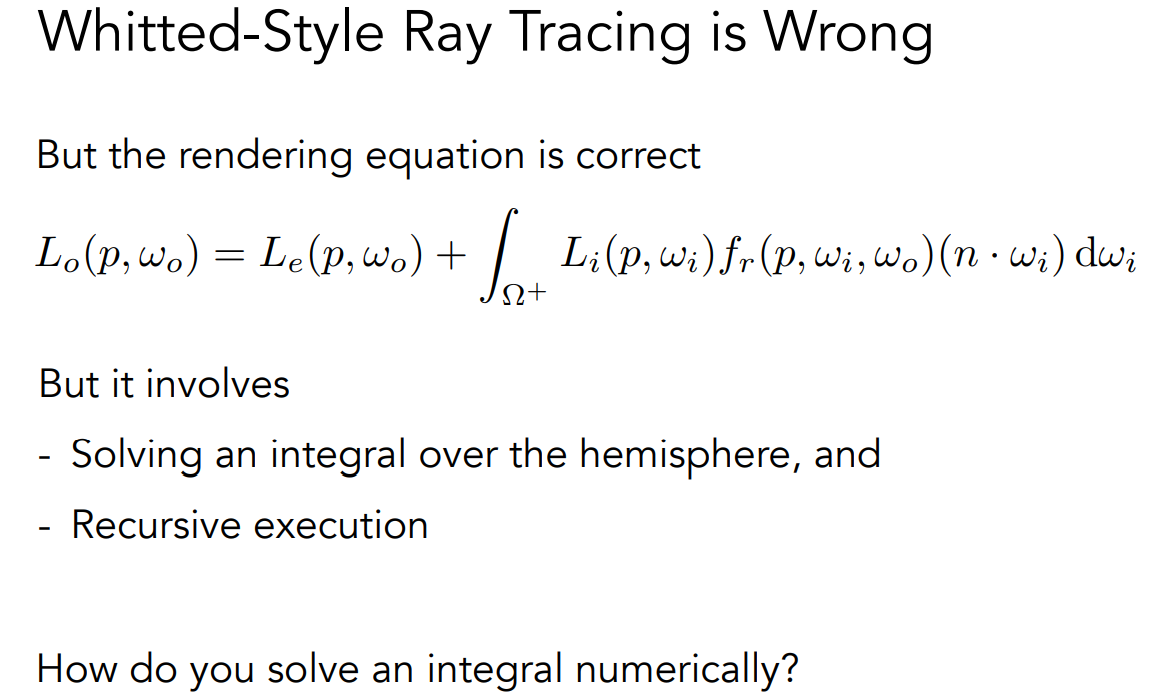 Whitted-Style Ray Tracing is Wrong
But the rendering equation is correct
$L_o(p, \omega_o) = L_e(p, \omega_o) + \int_{\Omega^+} L_i(p, \omega_i) f_r(p, \omega_i, \omega_o)(n \cdot \omega_i) \, \mathrm{d}\omega_i$
But it involves
- Solving an integral over the hemisphere, and
- Recursive execution
How do you solve an integral numerically?